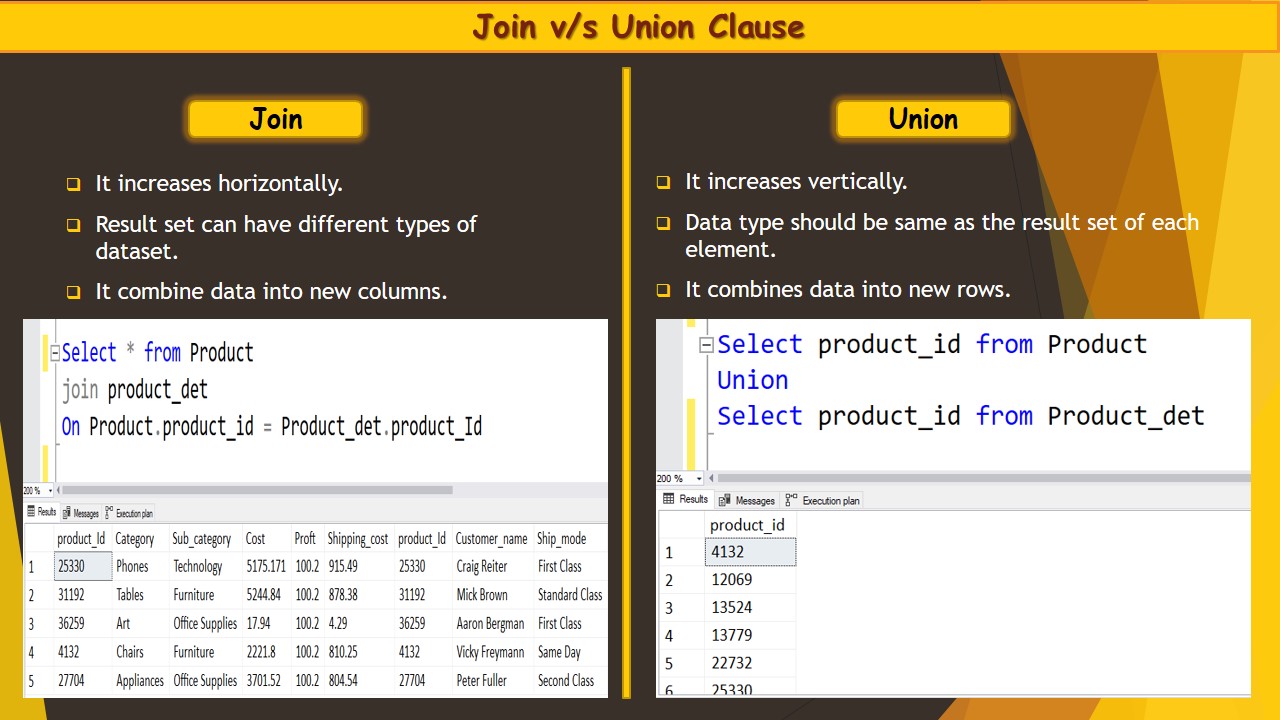 Join v/s Union Clause
Join
It increases horizontally.
Result set can have different types of
dataset.
It combine data into new columns.
Select * from Product
join product_det
On Product.product_id = Product_det.product_Id
200 %
Results Messages Execution plan
product_Id Category Sub_category Cost Proft Shipping_cost product_Id Customer_name Ship_mode
1 25330 Phones Technology 5175.171 100.2 915.49 25330 Craig Reiter First Class
2 31192 Tables Furniture 5244.84 100.2 878.38 31192 Mick Brown Standard Class
3 36259 Art Office Supplies 17.94 100.2 4.29 36259 Aaron Bergman First Class
4 4132 Chairs Furniture 2221.8 100.2 810.25 4132 Vicky Freymann Same Day
5 27704 Appliances Office Supplies 3701.52 100.2 804.54 27704 Peter Fuller Second Class
Union
It increases vertically.
Data type should be same as the result set of each
element.
It combines data into new rows.
Select product_id from Product
Union
Select product_id from Product_det
200 %
Results Messages Execution plan
product_id
1 4132
2 12069
3 13524
4 13779
5 22732
6 25330